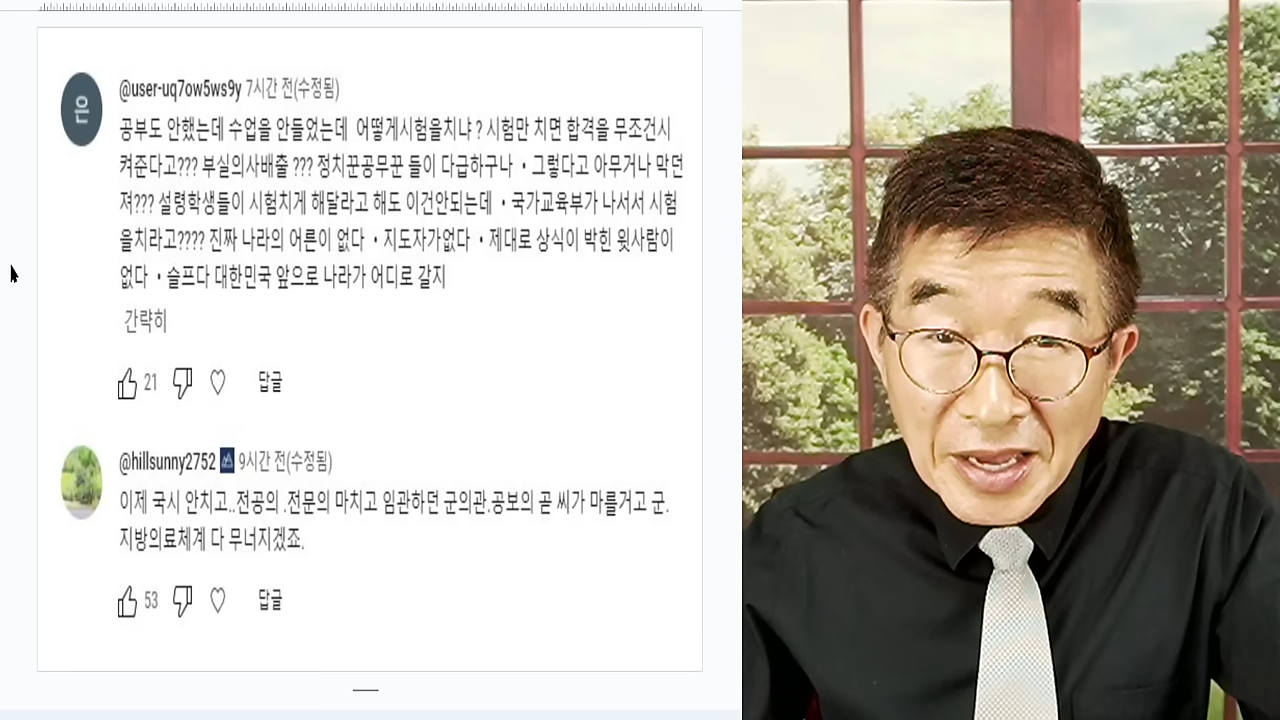 은
@user-uq7ow5ws9y 7시간 전(수정됨)
공부도 안했는데 수업을 안들었는데 어떻게시험을치냐 ? 시험만 치면 합격을 무조건시
켜준다고??? 부실의사배출 ??? 정치꾼공무꾼 들이 다급하구나 ㆍ그렇다고 아무거나 막던
져??? 설령학생들이 시험치게 해달라고 해도 이건안되는데 ㆍ국가교육부가 나서서 시험
을치라고???? 진짜 나라의 어른이 없다 ㆍ지도자가없다 ㆍ제대로 상식이 박힌 윗사람이
없다 ㆍ슬프다 대한민국 앞으로 나라가 어디로 갈지
간략히
21 답글
@hillsunny2752 9시간 전(수정됨)
이제 국시 안치고..전공의 .전문의 마치고 임관하던 군의관.공보의 곧 씨가 마를거고 군.
지방의료체계 다 무너지겠죠.
53 답글